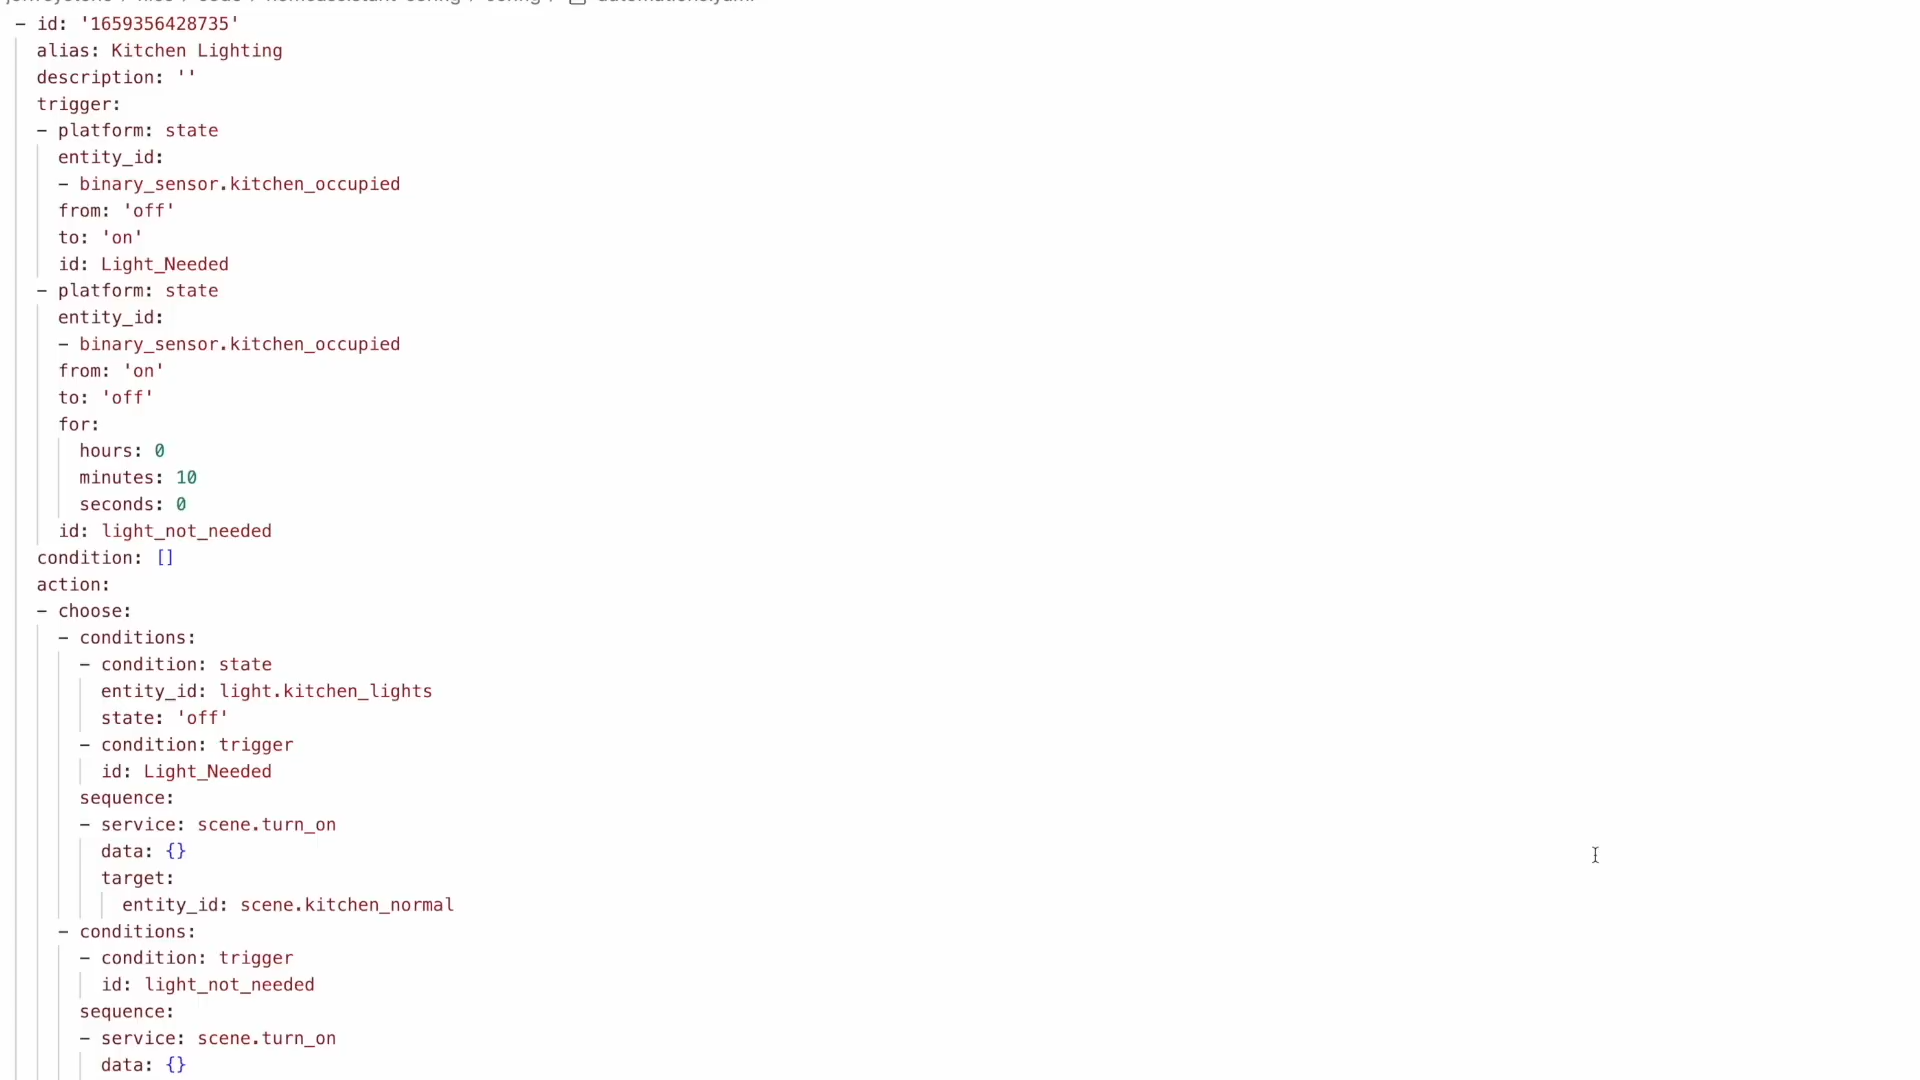 - id: '1659356428735'
alias: Kitchen Lighting
description: ''
trigger:
- platform: state
entity_id:
- binary_sensor.kitchen_occupied
from: 'off'
to: 'on'
id: Light_Needed
- platform: state
entity_id:
- binary_sensor.kitchen_occupied
from: 'on'
to: 'off'
for:
hours: 0
minutes: 10
seconds: 0
id: light_not_needed
condition: []
action:
- choose:
- conditions:
- condition: state
entity_id: light.kitchen_lights
state: 'off'
- condition: trigger
id: Light_Needed
sequence:
- service: scene.turn_on
data: {}
target:
entity_id: scene.kitchen_normal
- conditions:
- condition: trigger
id: light_not_needed
sequence:
- service: scene.turn_on
data: {}